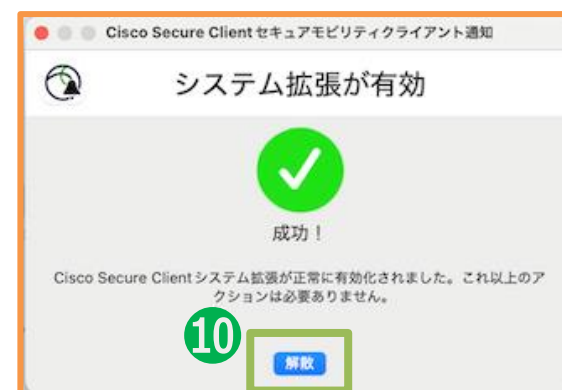 Cisco Secure Client セキュアモビリティクライアント通知
システム拡張が有効
成功！
Cisco Secure Client システム拡張が正常に有効化されました。これ以上のア
クションは必要ありません。
10
解散